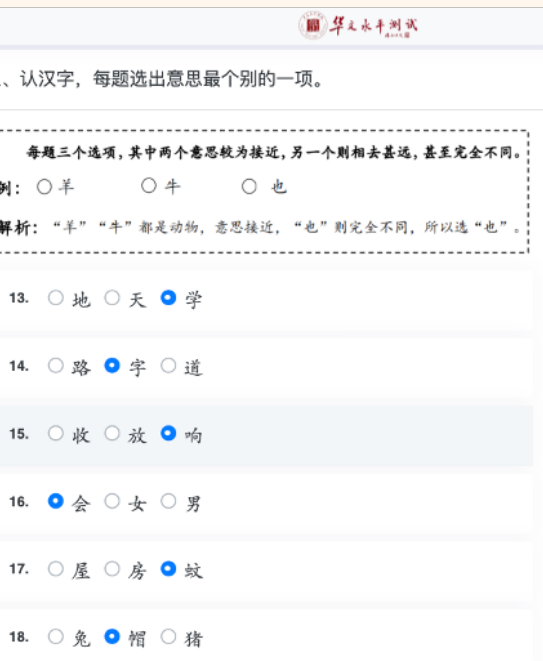 华文水平测试
、认汉字，每题选出意思最个别的一项。
每题三个选项，其中两个意思较为接近，另一个则相去甚远，甚至完全不同。
例： 羊 牛 也
解析：“羊”“牛”都是动物，意思接近，“也”则完全不同，所以选“也”。
13. 地 天 学
14. 路 字 道
15. 收 放 响
16. 会 女 男
17. 屋 房 蚊
18. 兔 帽 猪